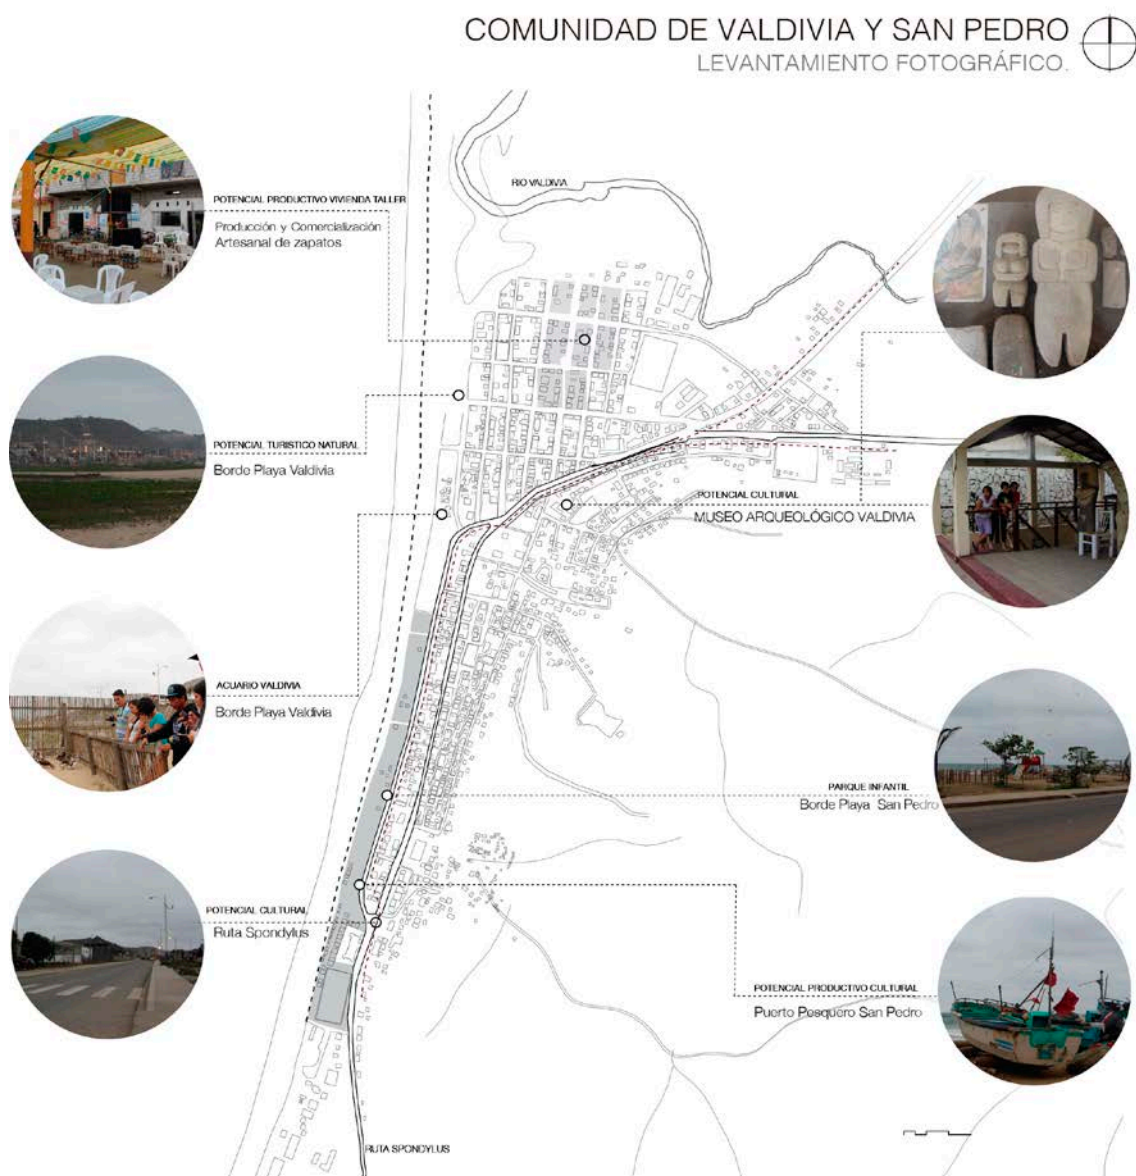 COMUNIDAD DE VALDIVIA Y SAN PEDRO
LEVANTAMIENTO FOTOGRÁFICO.
RIO VALDIVIA
POTENCIAL PRODUCTIVO VIVIENDA TALLER
Producción y Comercialización
Artesanal de zapatos
POTENCIAL TURISTICO NATURAL
Borde Playa Valdivia
POTENCIAL CULTURAL
MUSEO ARQUEOLÓGICO VALDIVIA
ACUARIO VALDIVIA
Borde Playa Valdivia
PARQUE INFANTIL
Borde Playa San Pedro
POTENCIAL CULTURAL
Ruta Spondylus
POTENCIAL PRODUCTIVO CULTURAL
Puerto Pesquero San Pedro
RUTA SPONDYLUS